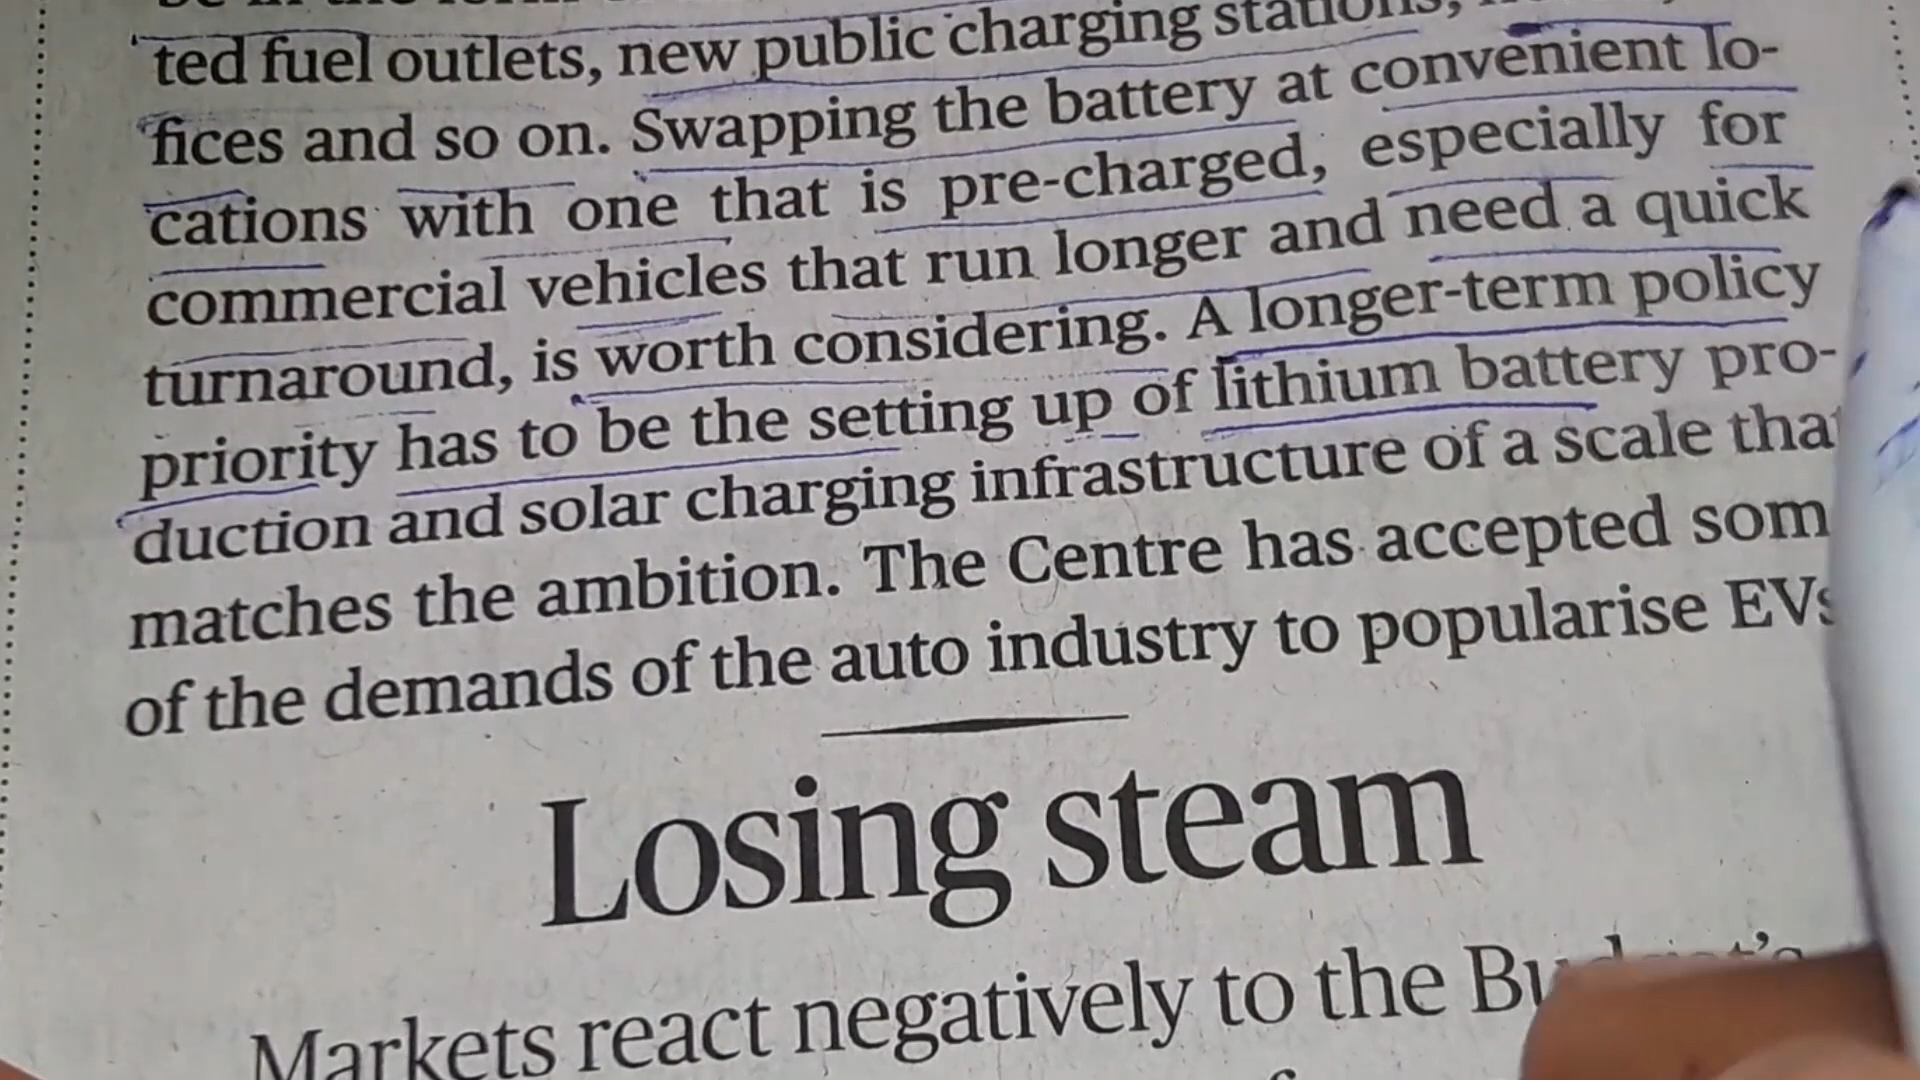 ted fuel outlets, new public charging stations,
fices and so on. Swapping the battery at convenient lo-
cations with one that is pre-charged, especially for
commercial vehicles that run longer and need a quick
turnaround, is worth considering. A longer-term policy
priority has to be the setting up of lithium battery pro-
duction and solar charging infrastructure of a scale that
matches the ambition. The Centre has accepted som
of the demands of the auto industry to popularise EVs
Losing steam
Markets react negatively to the